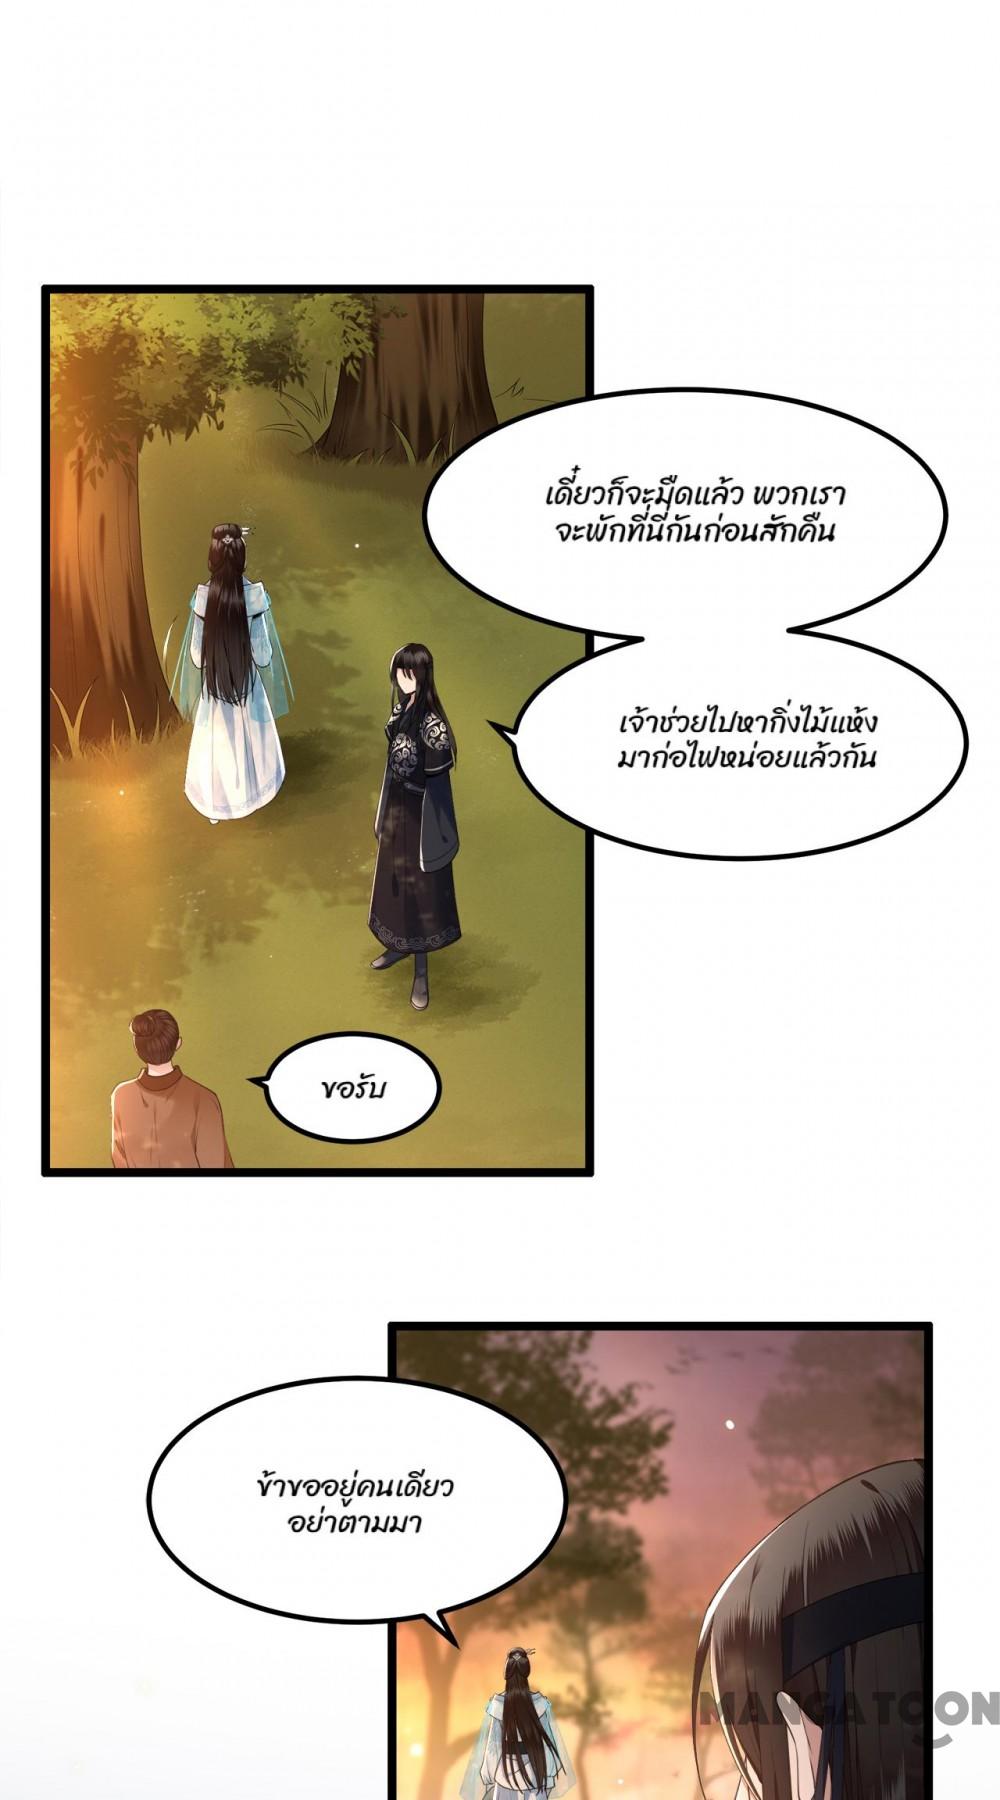 เดี๋ยวก็จะมืดแล้ว พวกเรา
จะพักที่นี่กันก่อนสักคืน
เจ้าช่วยไปหากิ่งไม้แห้ง
มาก่อไฟหน่อยแล้วกัน
ขอรับ
ข้าขออยู่คนเดียว
อย่าตามมา
MANGATOON